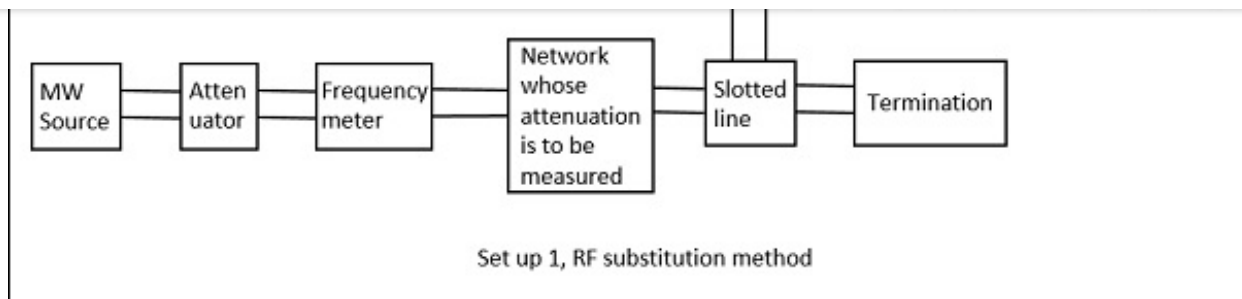 MW
Source
Atten
uator
Frequency
meter
Network
whose
attenuation
is to be
measured
Slotted
line
Termination
Set up 1, RF substitution method